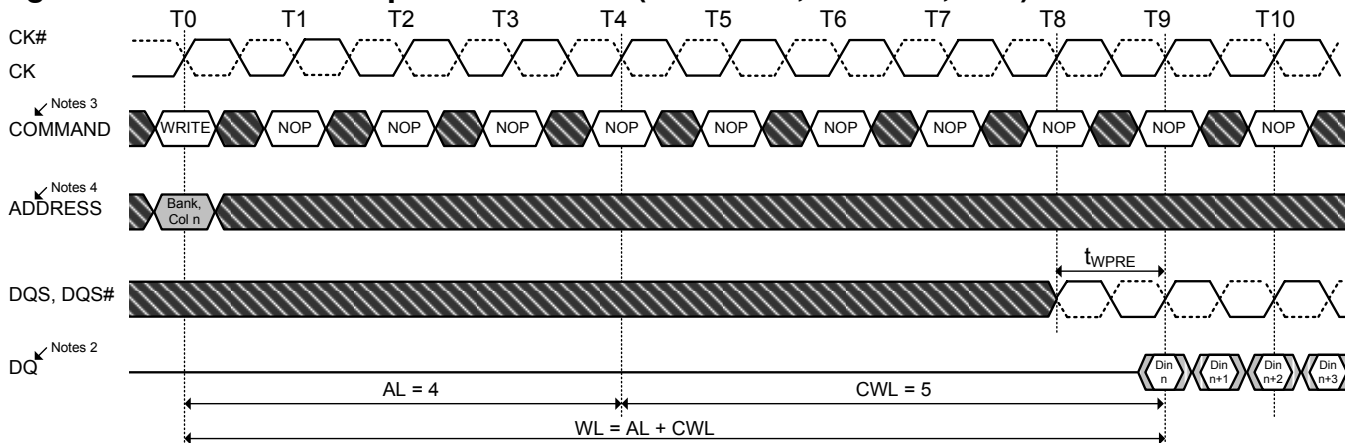 T0 T1 T2 T3 T4 T5 T6 T7 T8 T9 T10
CK#
CK
Notes 3
COMMAND WRITE NOP NOP NOP NOP NOP NOP NOP NOP NOP NOP
Notes 4
ADDRESS Bank, Col n
tWPRE
DQS, DQS#
Notes 2
DQ Din n Din n+1 Din n+2 Din n+3
AL = 4 CWL = 5
WL = AL + CWL